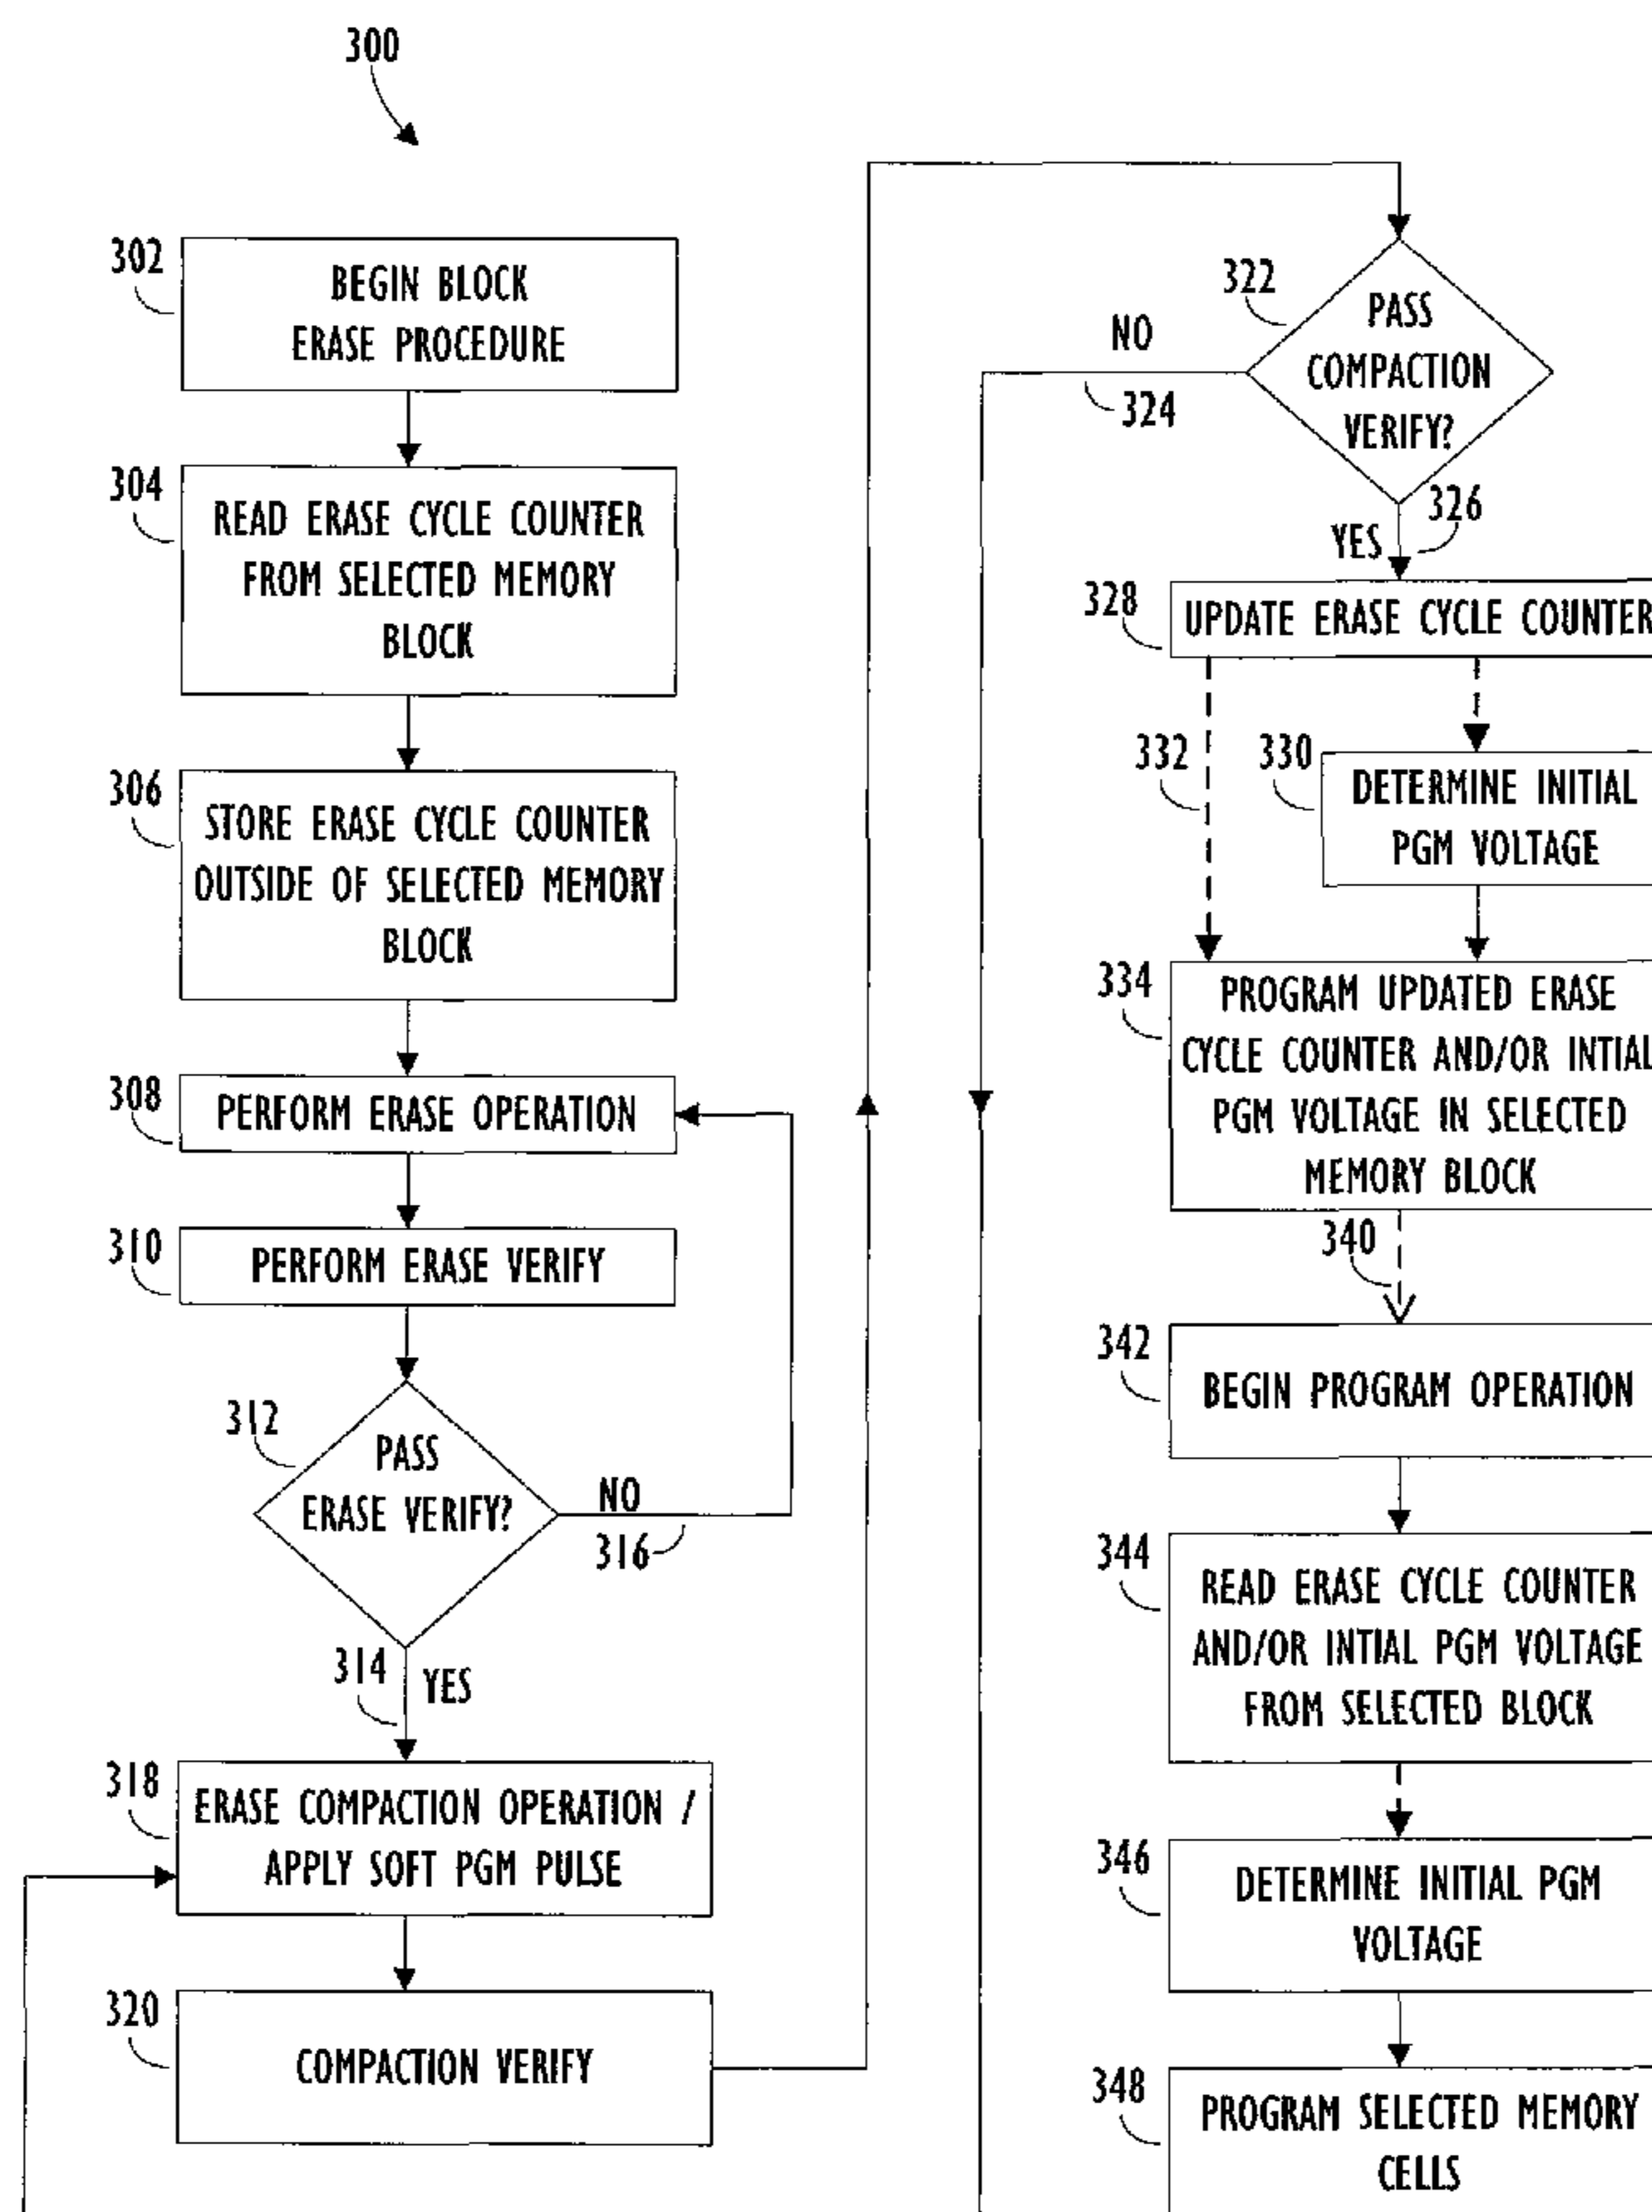 300
302
BEGIN BLOCK
ERASE PROCEDURE
304
READ ERASE CYCLE COUNTER
FROM SELECTED MEMORY
BLOCK
306
STORE ERASE CYCLE COUNTER
OUTSIDE OF SELECTED MEMORY
BLOCK
308
PERFORM ERASE OPERATION
310
PERFORM ERASE VERIFY
312
PASS
ERASE VERIFY?
NO
316
314
YES
318
ERASE COMPACTION OPERATION /
APPLY SOFT PGM PULSE
320
COMPACTION VERIFY
322
PASS
COMPACTION
VERIFY?
NO
324
326
YES
328
UPDATE ERASE CYCLE COUNTER
332
330
DETERMINE INITIAL
PGM VOLTAGE
334
PROGRAM UPDATED ERASE
CYCLE COUNTER AND/OR INTIAL
PGM VOLTAGE IN SELECTED
MEMORY BLOCK
340
342
BEGIN PROGRAM OPERATION
344
READ ERASE CYCLE COUNTER
AND/OR INTIAL PGM VOLTAGE
FROM SELECTED BLOCK
346
DETERMINE INITIAL PGM
VOLTAGE
348
PROGRAM SELECTED MEMORY
CELLS